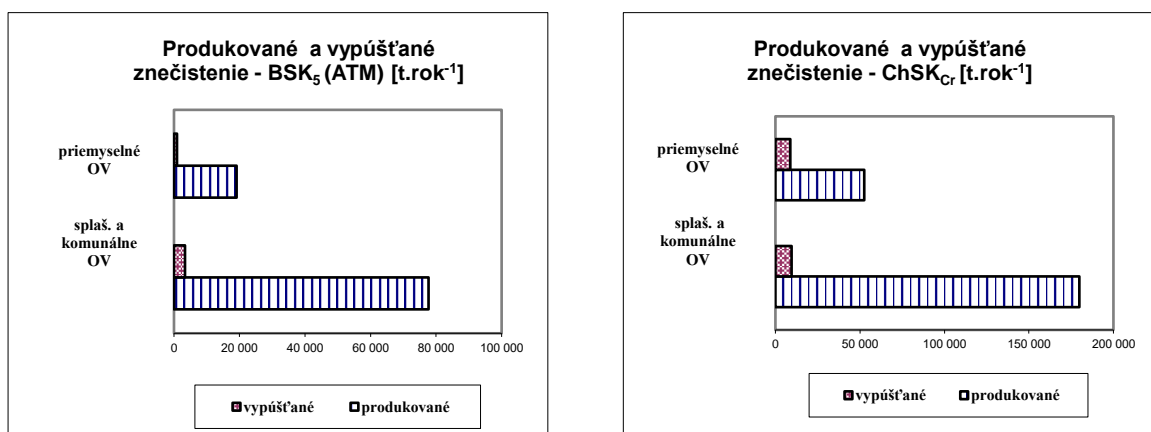 Produkované a vypúšťané
znečistenie - BSK₅ (ATM) [t.rok⁻¹]
priemyselné
OV
splaš. a
komunálne
OV
0 20 000 40 000 60 000 80 000 100 000
vypúšťané produkované
Produkované a vypúšťané
znečistenie - ChSK_Cr [t.rok⁻¹]
priemyselné
OV
splaš. a
komunálne
OV
0 50 000 100 000 150 000 200 000
vypúšťané produkované